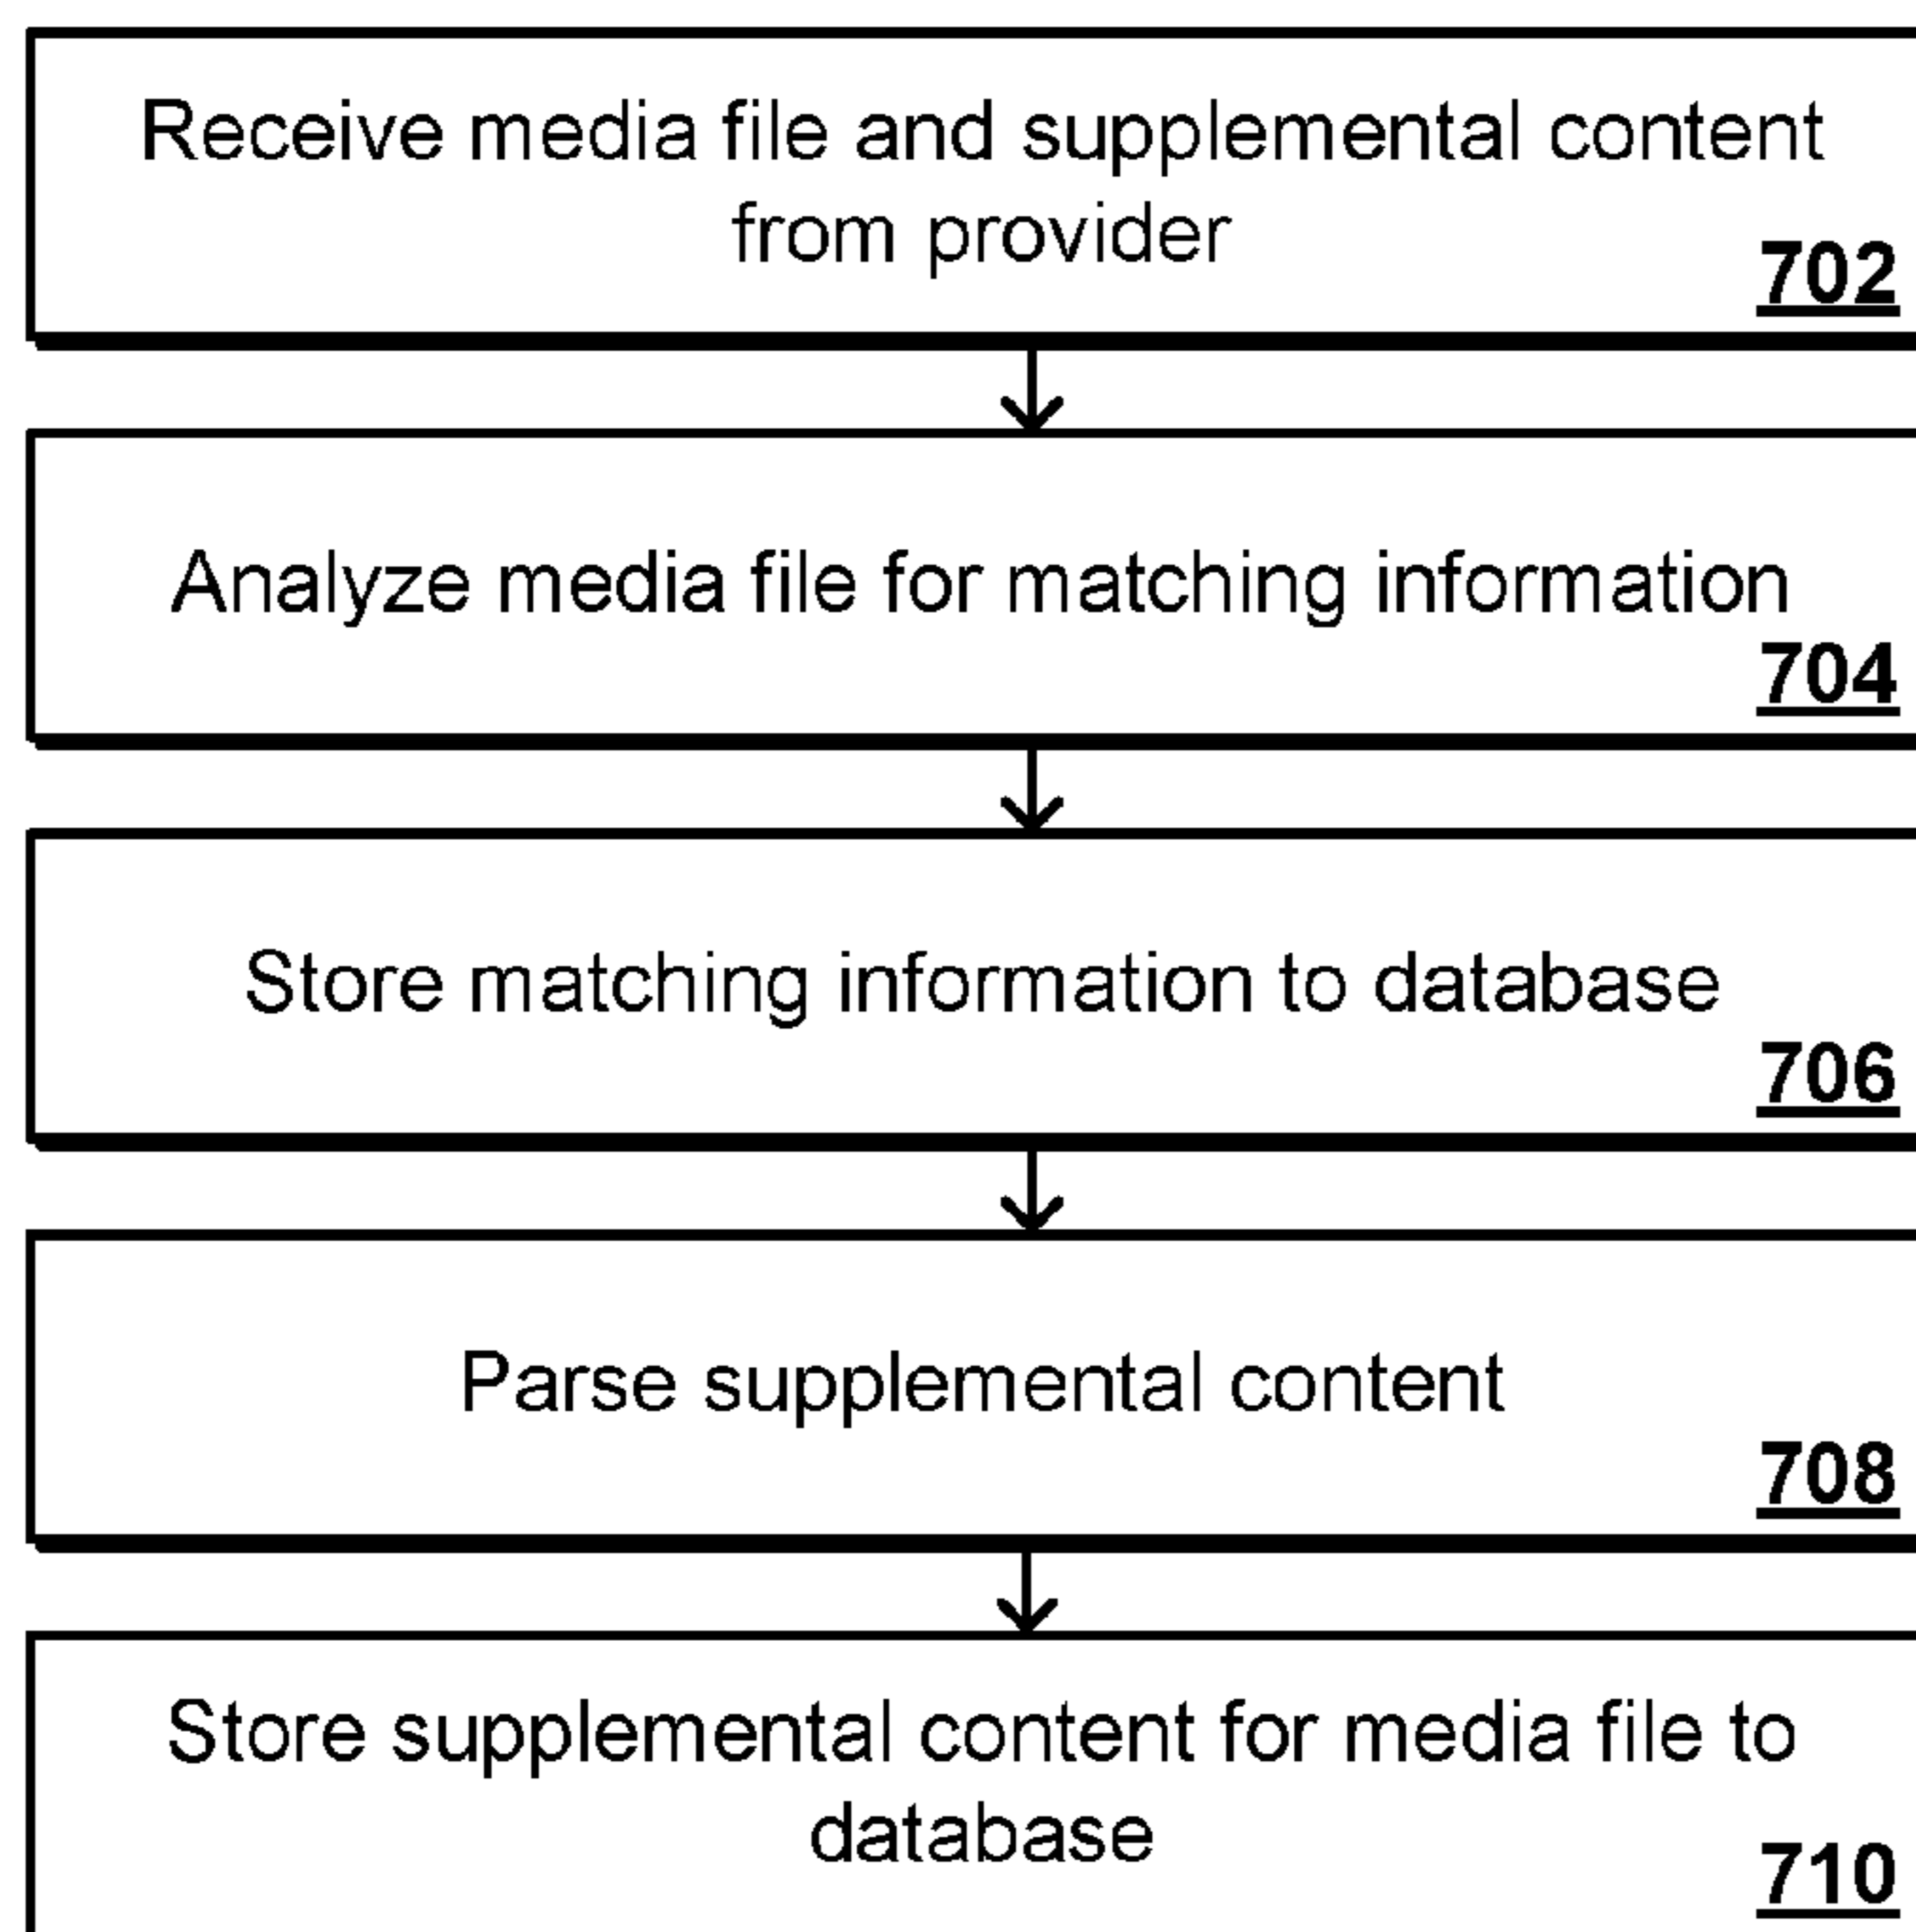 Receive media file and supplemental content
from provider
702
Analyze media file for matching information
704
Store matching information to database
706
Parse supplemental content
708
Store supplemental content for media file to
database
710